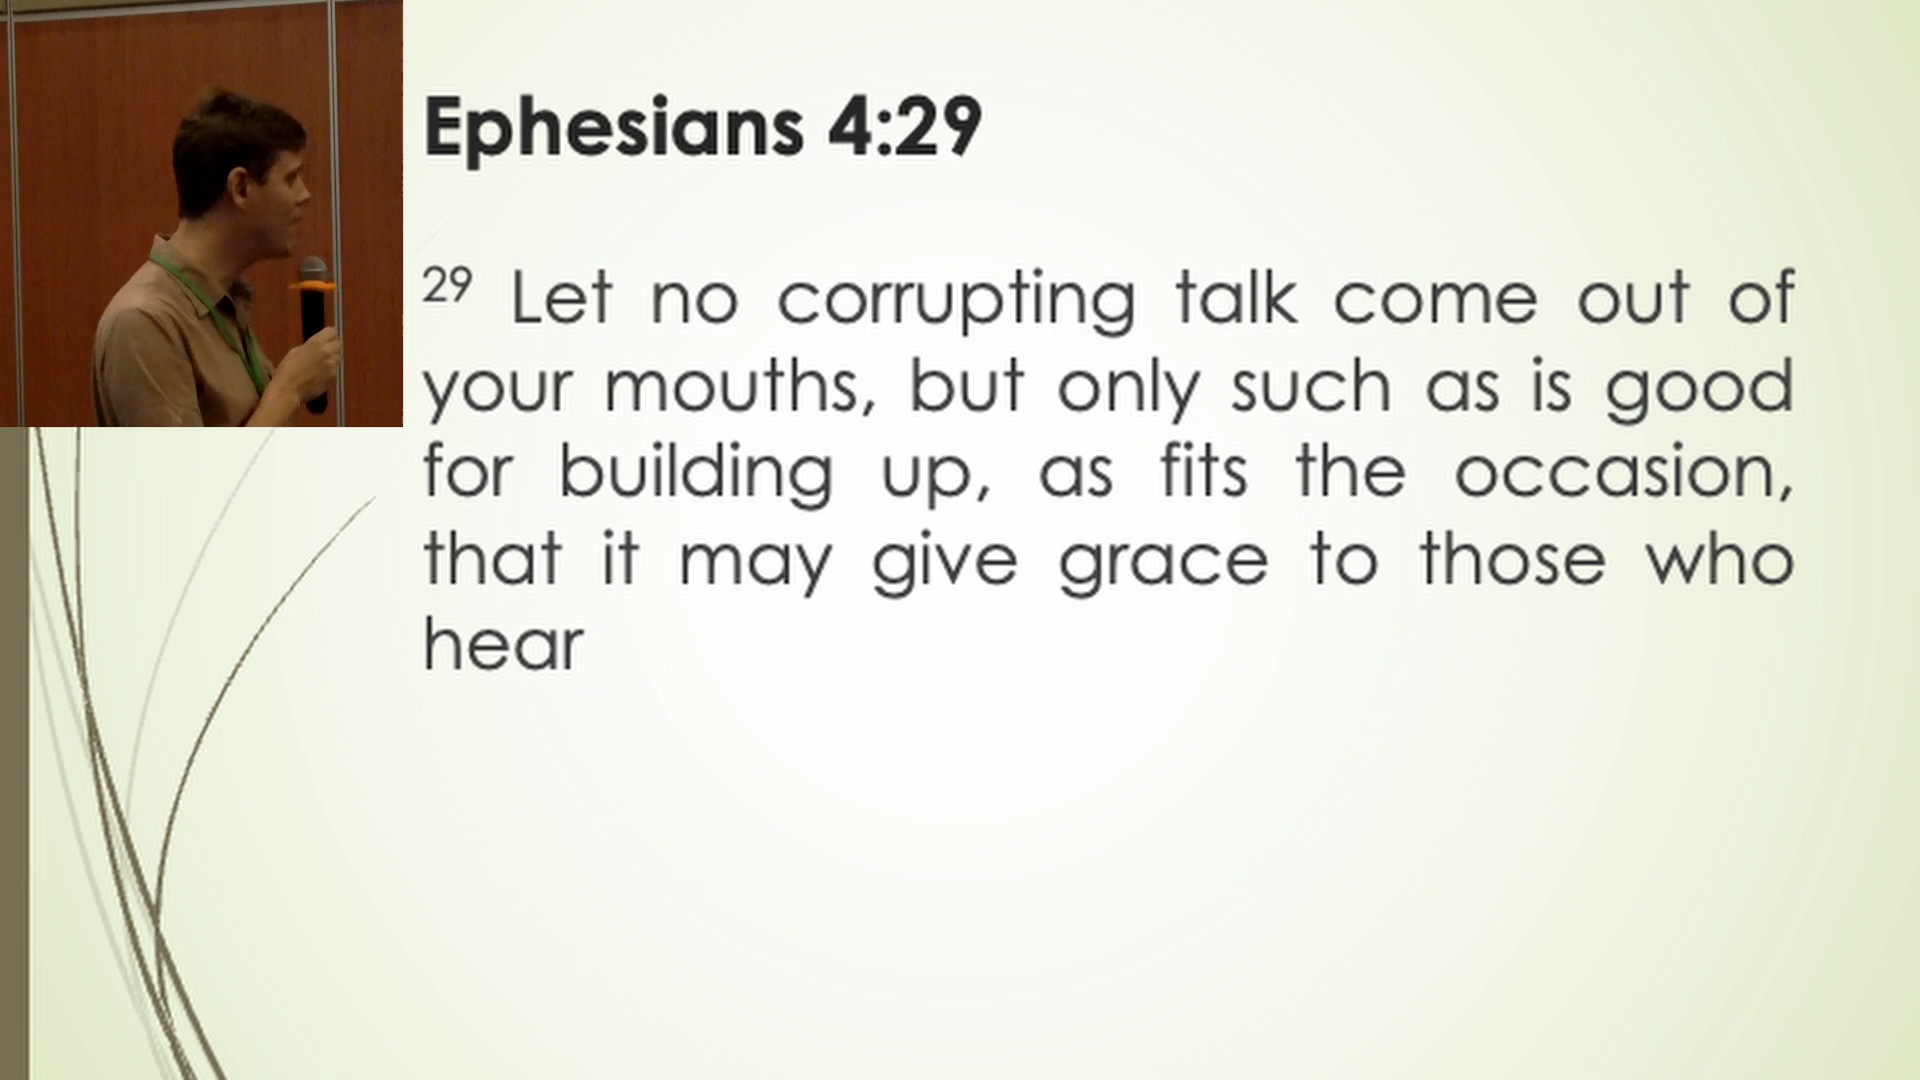 Ephesians 4:29
29 Let no corrupting talk come out of
your mouths, but only such as is good
for building up, as fits the occasion,
that it may give grace to those who
hear